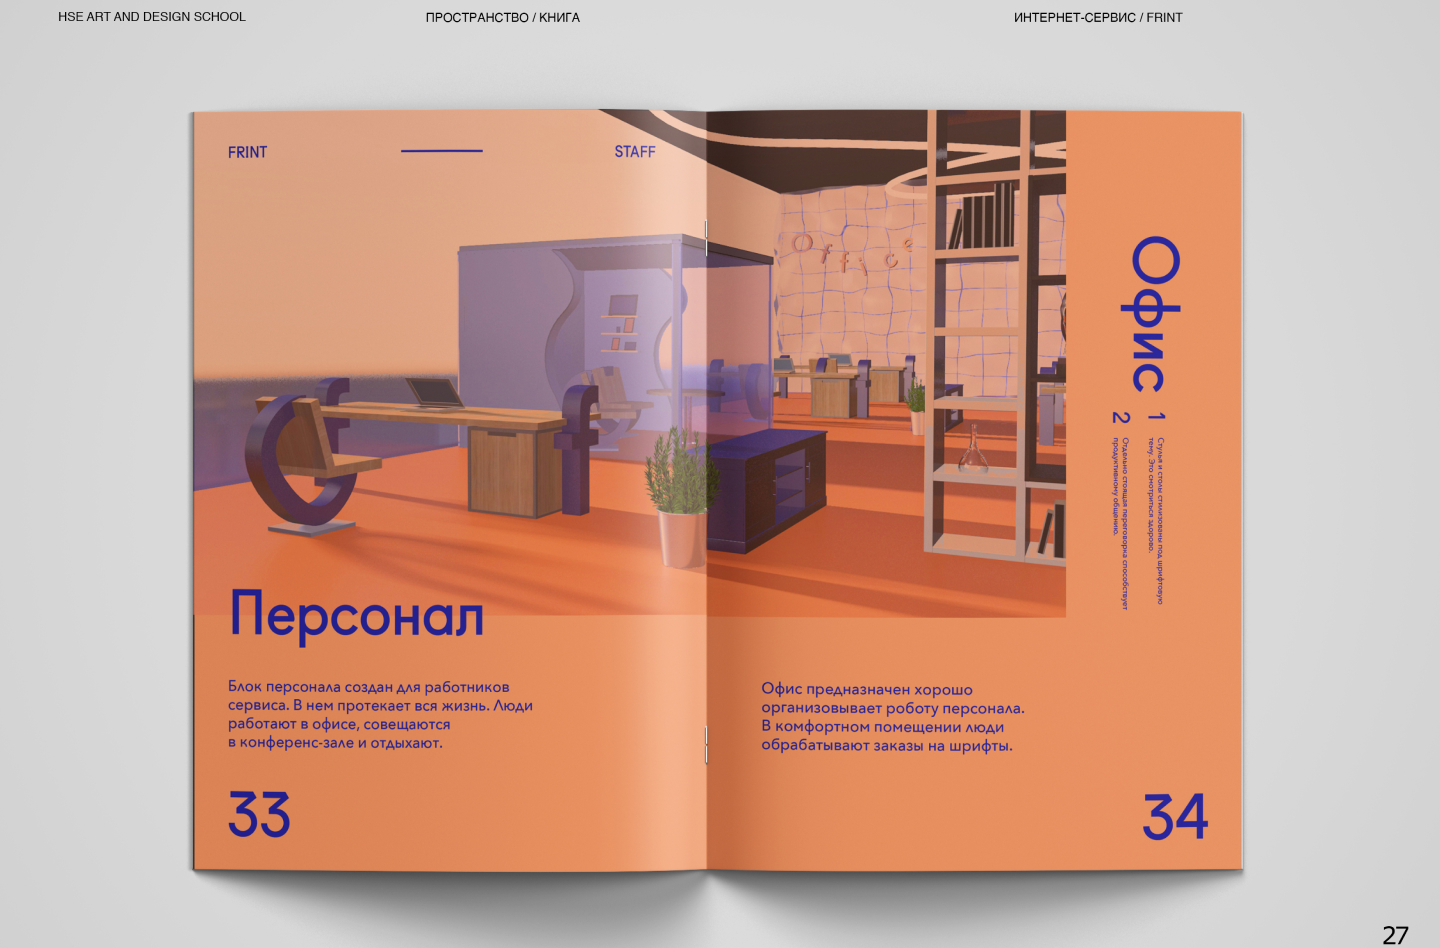 HSE ART AND DESIGN SCHOOL
ПРОСТРАНСТВО / КНИГА
ИНТЕРНЕТ-СЕРВИС / FRINT
FRINT
STAFF
Office
Офис
1
Стулья и столы стилизованы под шрифтовую
тему. Это смотриться здорово.
2
Отдельно стоящая переговорка способствует
продуктивному общению.
Персонал
Блок персонала создан для работников
сервиса. В нем протекает вся жизнь. Люди
работают в офисе, совещаются
в конференс-зале и отдыхают.
Офис предназначен хорошо
организовывает роботу персонала.
В комфортном помещении люди
обрабатывают заказы на шрифты.
33
34
27